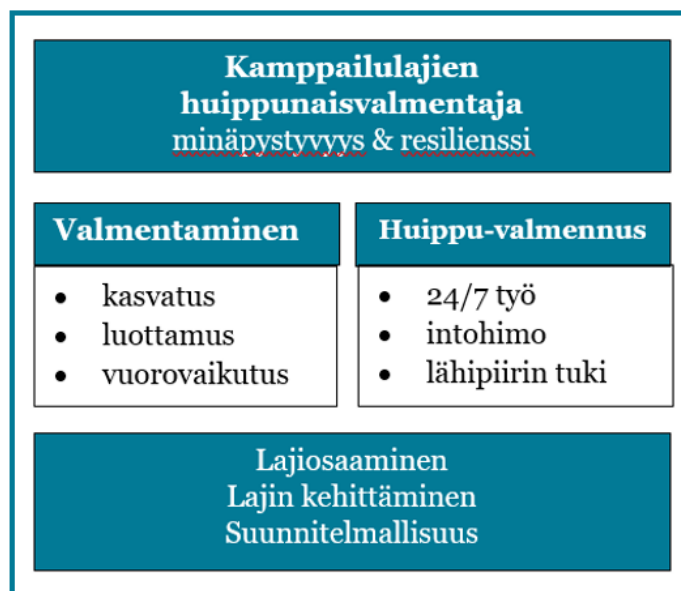 Kamppailulajien
huippunaisvalmentaja
minäpystyvyys & resilienssi
Valmentaminen
• kasvatus
• luottamus
• vuorovaikutus
Huippu-valmennus
• 24/7 työ
• intohimo
• lähipiirin tuki
Lajiosaaminen
Lajin kehittäminen
Suunnitelmallisuus